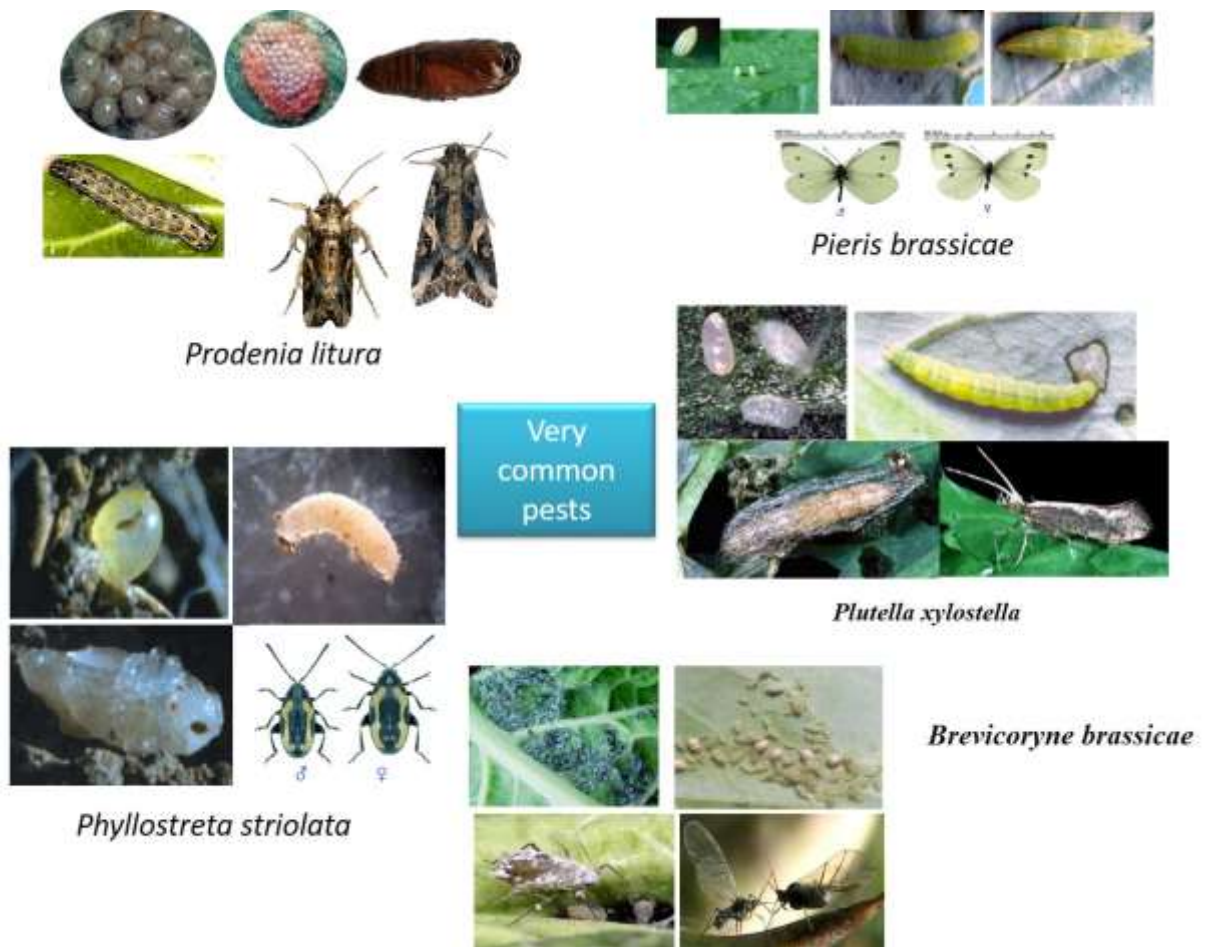 Prodenia litura
♂
♀
Pieris brassicae
Very
common
pests
Plutella xylostella
♂
♀
Phyllostreta striolata
Brevicoryne brassicae